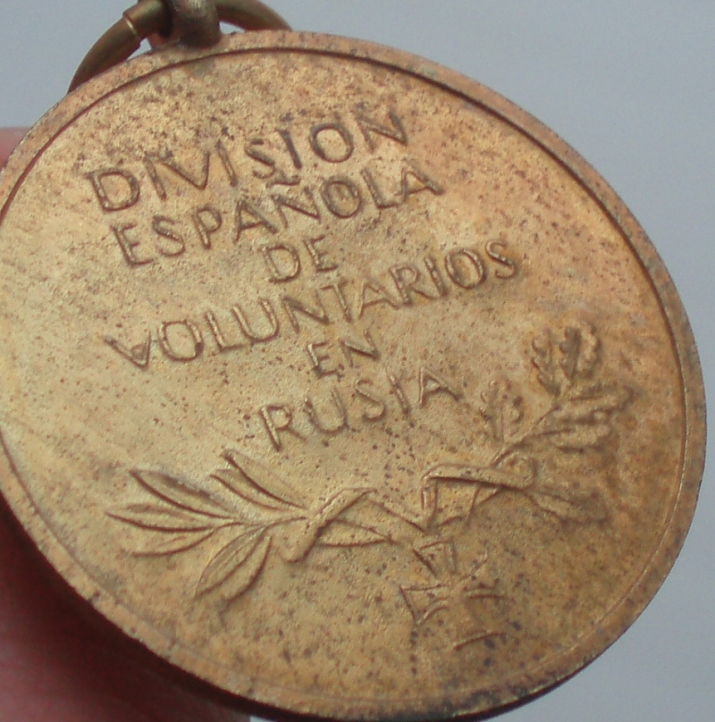 DIVISION
ESPAÑOLA
DE
VOLUNTARIOS
EN
RUSIA